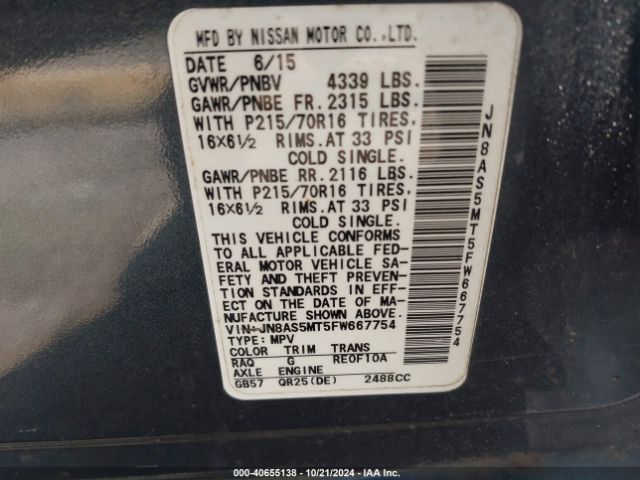 MFD BY NISSAN MOTOR CO.,LTD.
DATE 6/15
GVWR/PNBV 4339 LBS.
GAWR/PNBE FR. 2315 LBS.
WITH P215/70R16 TIRES.
16X6½ RIMS.AT 33 PSI
COLD SINGLE.
GAWR/PNBE RR. 2116 LBS.
WITH P215/70R16 TIRES.
16X6½ RIMS.AT 33 PSI
COLD SINGLE.
THIS VEHICLE CONFORMS
TO ALL APPLICABLE FED-
ERAL MOTOR VEHICLE SA-
FETY AND THEFT PREVEN-
TION STANDARDS IN EFF-
ECT ON THE DATE OF MA-
NUFACTURE SHOWN ABOVE.
VIN:JN8AS5MT5FW667754
TYPE: MPV
COLOR TRIM TRANS
RAQ G RE0F10A
AXLE ENGINE
GB57 QR25(DE) 2488CC
JN8AS5MT5FW667754
000-40655138 - 10/21/2024 - IAA Inc.